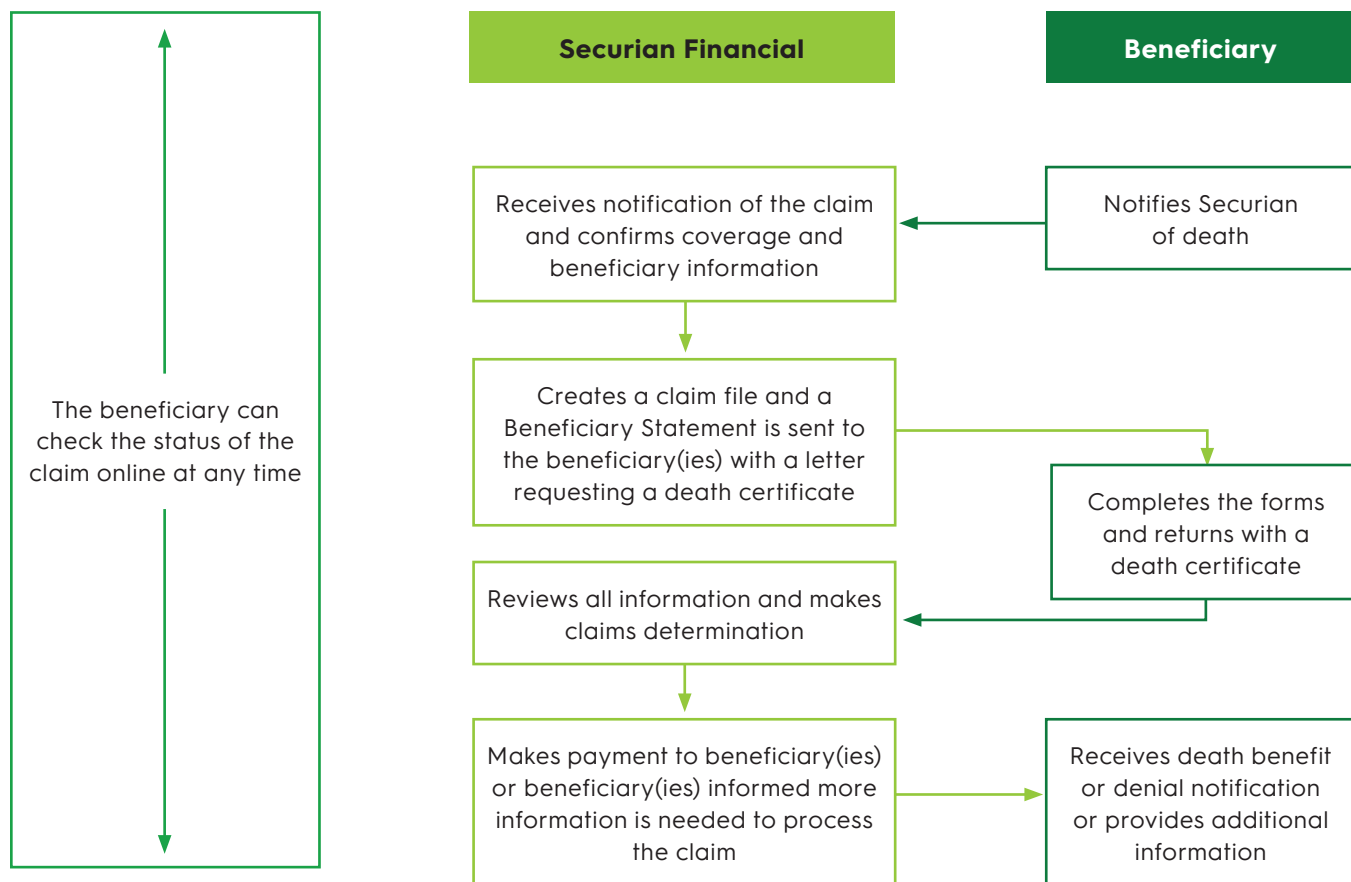 Securian Financial
Beneficiary
Receives notification of the claim
and confirms coverage and
beneficiary information
Notifies Securian
of death
The beneficiary can
check the status of the
claim online at any time
Creates a claim file and a
Beneficiary Statement is sent to
the beneficiary(ies) with a letter
requesting a death certificate
Completes the forms
and returns with a
death certificate
Reviews all information and makes
claims determination
Makes payment to beneficiary(ies)
or beneficiary(ies) informed more
information is needed to process
the claim
Receives death benefit
or denial notification
or provides additional
information